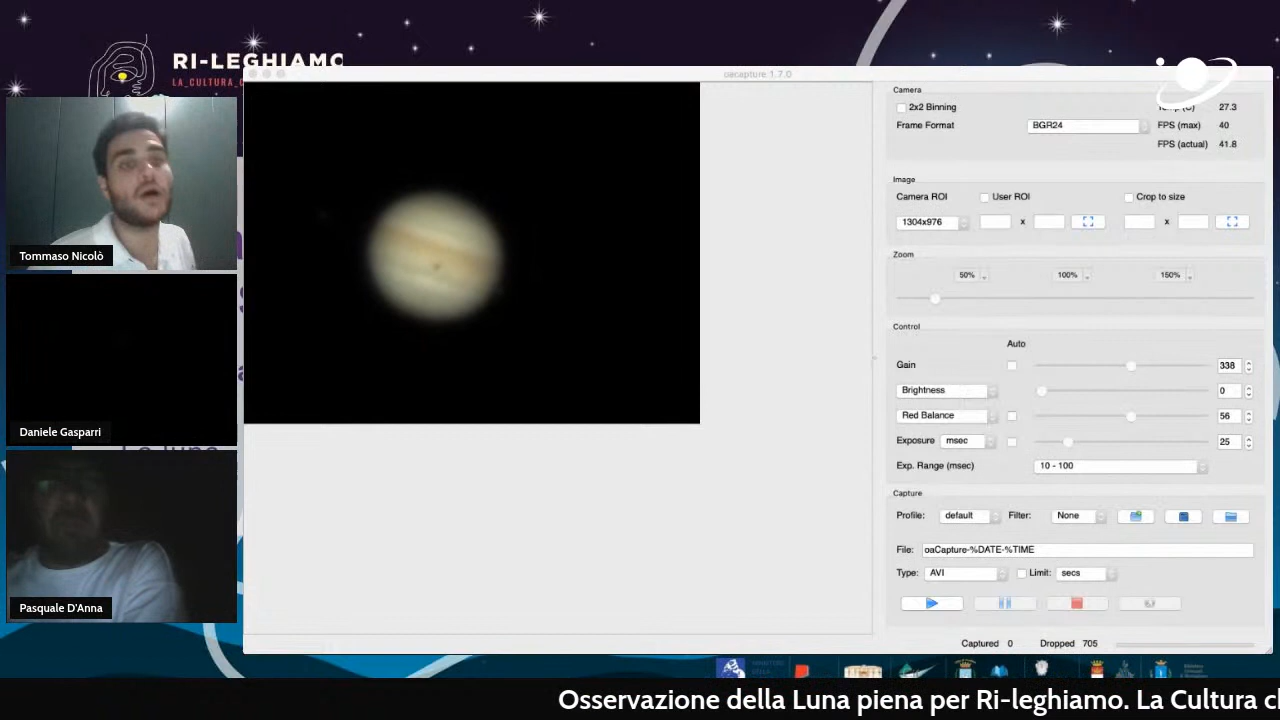 RI-LEGHIAMO
LA_CULTURA_C
oacapture 1.7.0
Tommaso Nicolò
Daniele Gasparri
La luna
Pasquale D'Anna
Camera
2x2 Binning
27.3
Frame Format BGR24 FPS (max) 40
FPS (actual) 41.8
Image
Camera ROI User ROI Crop to size
1304x976 x x
Zoom
50% 100% 150%
Control
Auto
Gain 338
Brightness 0
Red Balance 56
Exposure msec 25
Exp. Range (msec) 10 - 100
Capture
Profile: default Filter: None
File: oaCapture-%DATE-%TIME
Type: AVI Limit: secs
Captured 0 Dropped 705
Osservazione della Luna piena per Ri-leghiamo. La Cultura c